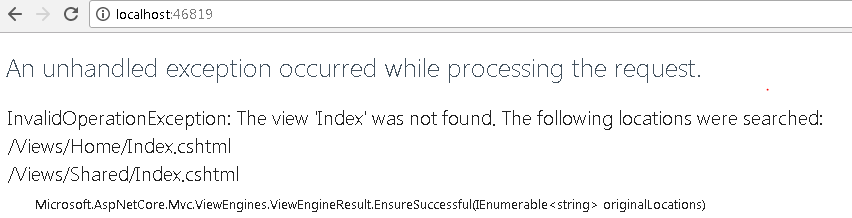 localhost:46819
An unhandled exception occurred while processing the request.
InvalidOperationException: The view 'Index' was not found. The following locations were searched:
/Views/Home/Index.cshtml
/Views/Shared/Index.cshtml
Microsoft.AspNetCore.Mvc.ViewEngines.ViewEngineResult.EnsureSuccessful(IEnumerable<string> originalLocations)